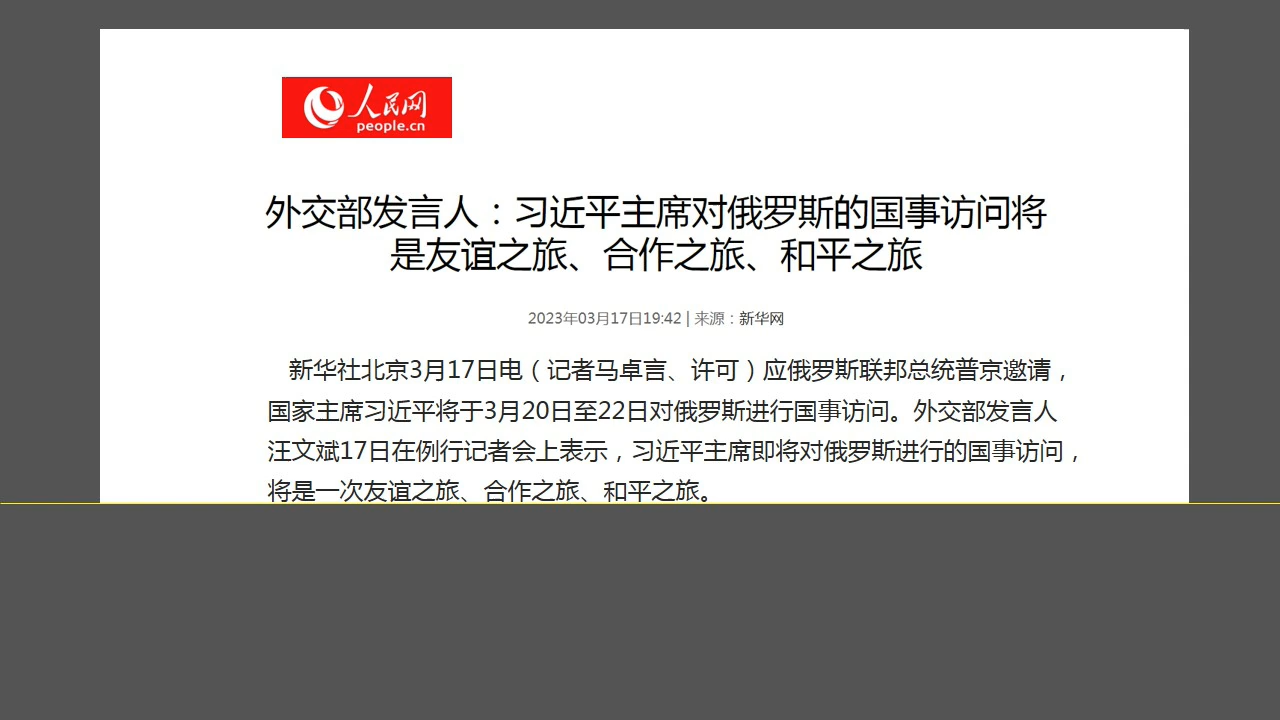 人民网
people.cn
外交部发言人：习近平主席对俄罗斯的国事访问将
是友谊之旅、合作之旅、和平之旅
2023年03月17日19:42 | 来源：新华网
新华社北京3月17日电（记者马卓言、许可）应俄罗斯联邦总统普京邀请，
国家主席习近平将于3月20日至22日对俄罗斯进行国事访问。外交部发言人
汪文斌17日在例行记者会上表示，习近平主席即将对俄罗斯进行的国事访问，
将是一次友谊之旅、合作之旅、和平之旅。